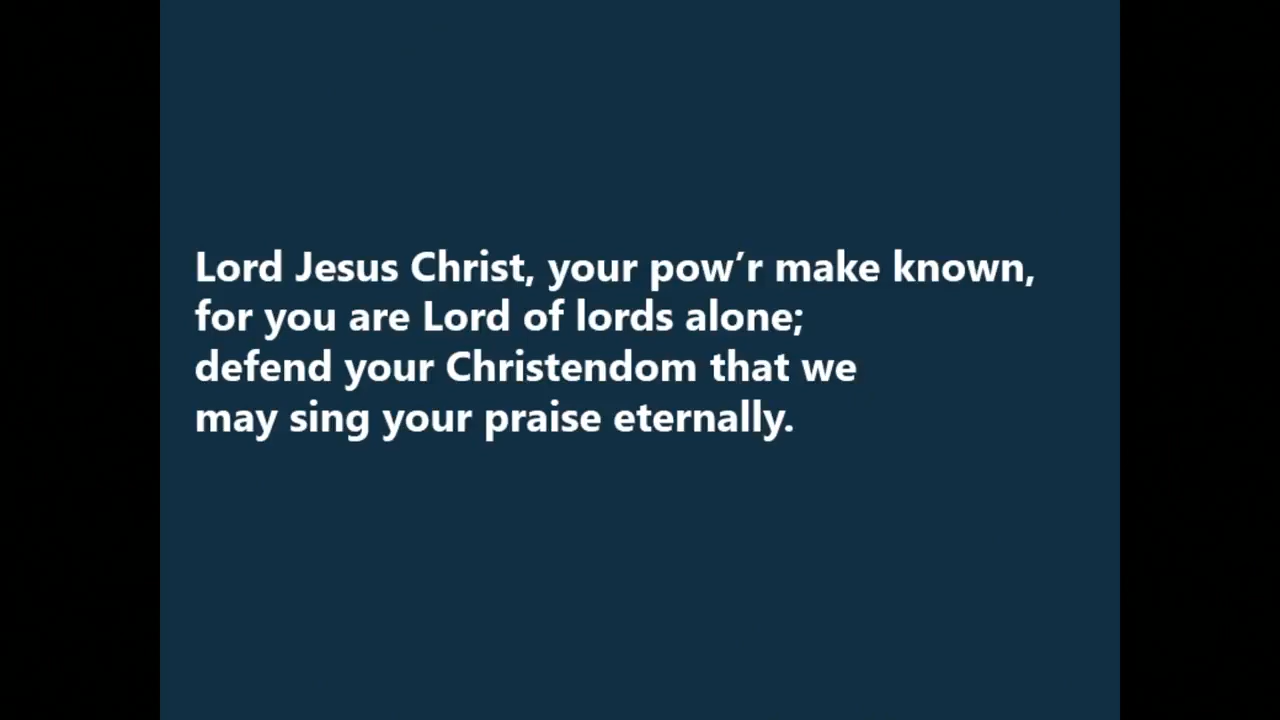 Lord Jesus Christ, your pow’r make known,
for you are Lord of lords alone;
defend your Christendom that we
may sing your praise eternally.